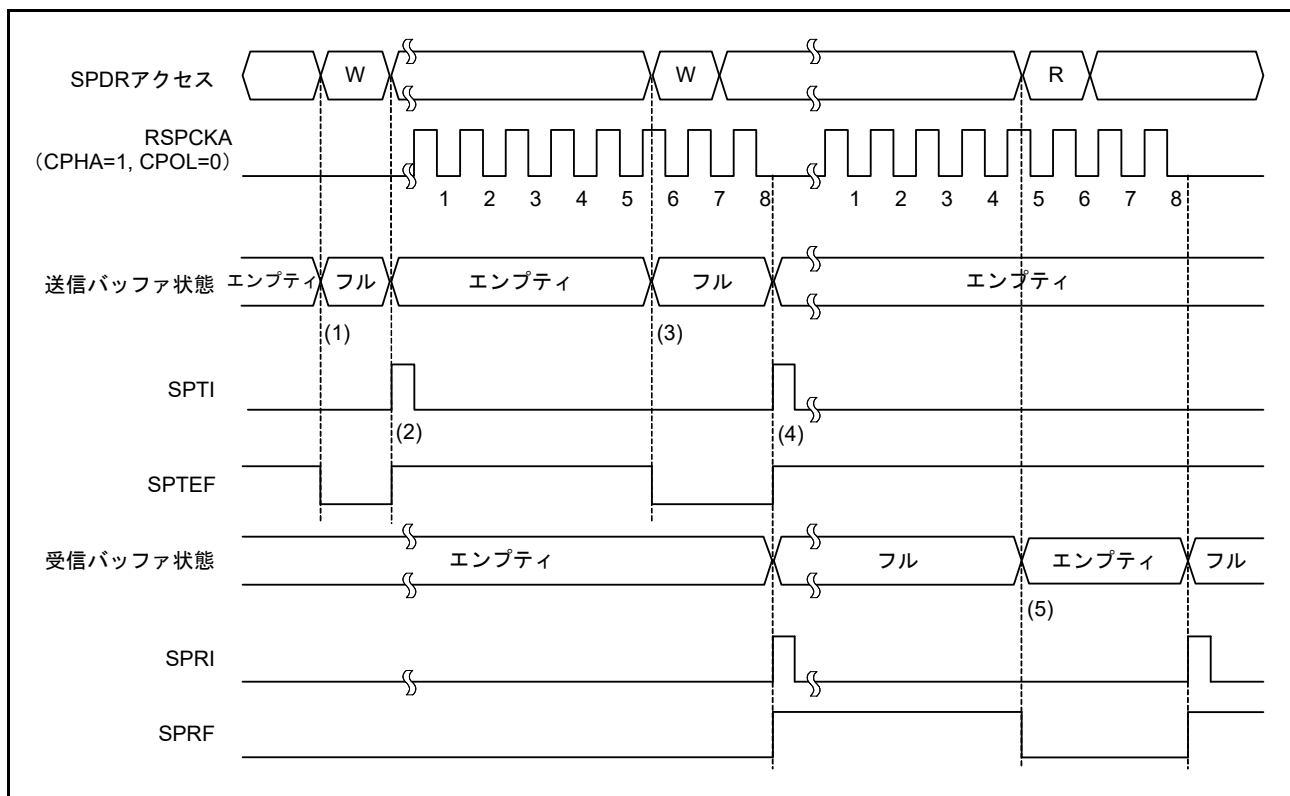 SPDRアクセス
W
W
R
RSPCKA
（CPHA=1, CPOL=0）
1 2 3 4 5 6 7 8 1 2 3 4 5 6 7 8
送信バッファ状態
エンプティ
フル
エンプティ
フル
エンプティ
(1)
(3)
SPTI
(2)
(4)
SPTEF
受信バッファ状態
エンプティ
フル
エンプティ
フル
(5)
SPRI
SPRF